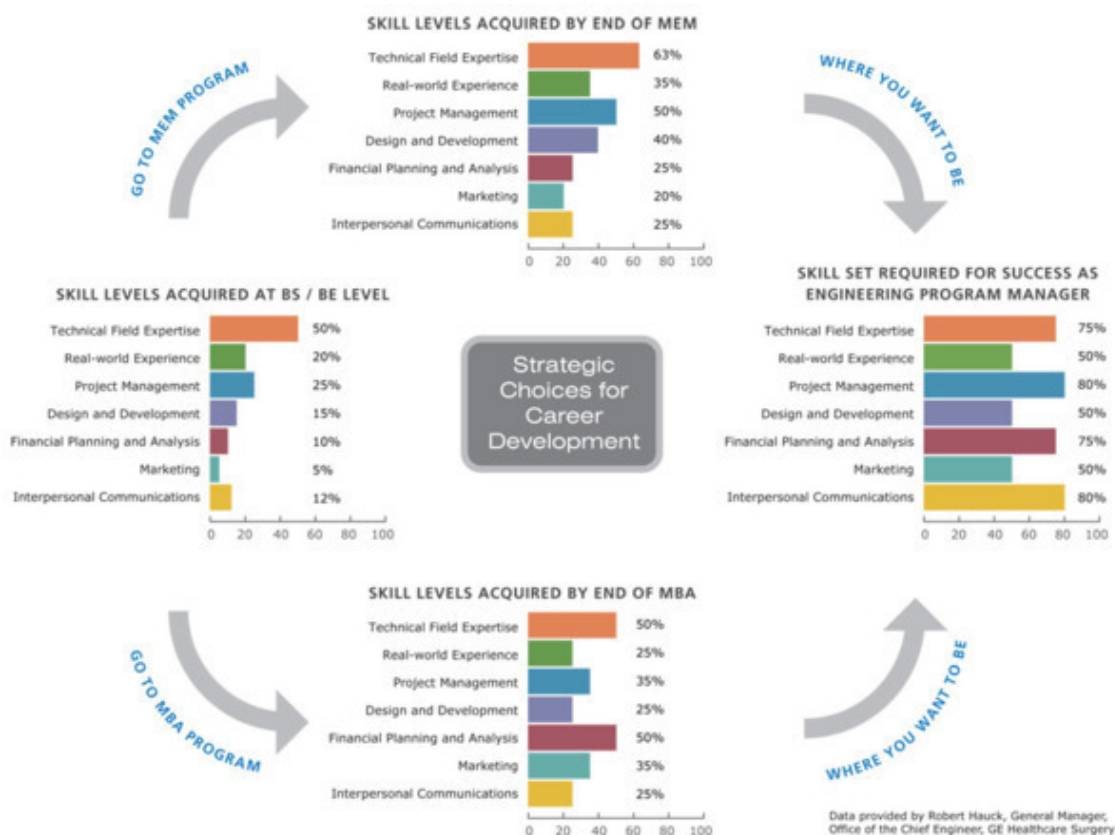 SKILL LEVELS ACQUIRED BY END OF MEM
Technical Field Expertise 63%
Real-world Experience 35%
Project Management 50%
Design and Development 40%
Financial Planning and Analysis 25%
Marketing 20%
Interpersonal Communications 25%
0 20 40 60 80 100
GO TO MEM PROGRAM
WHERE YOU WANT TO BE
SKILL LEVELS ACQUIRED AT BS / BE LEVEL
Technical Field Expertise 50%
Real-world Experience 20%
Project Management 25%
Design and Development 15%
Financial Planning and Analysis 10%
Marketing 5%
Interpersonal Communications 12%
0 20 40 60 80 100
Strategic
Choices for
Career
Development
SKILL SET REQUIRED FOR SUCCESS AS
ENGINEERING PROGRAM MANAGER
Technical Field Expertise 75%
Real-world Experience 50%
Project Management 80%
Design and Development 50%
Financial Planning and Analysis 75%
Marketing 50%
Interpersonal Communications 80%
0 20 40 60 80 100
GO TO MBA PROGRAM
SKILL LEVELS ACQUIRED BY END OF MBA
Technical Field Expertise 50%
Real-world Experience 25%
Project Management 35%
Design and Development 25%
Financial Planning and Analysis 50%
Marketing 35%
Interpersonal Communications 25%
0 20 40 60 80 100
WHERE YOU WANT TO BE
Data provided by Robert Hauck, General Manager,
Office of the Chief Engineer, GE Healthcare Surgery